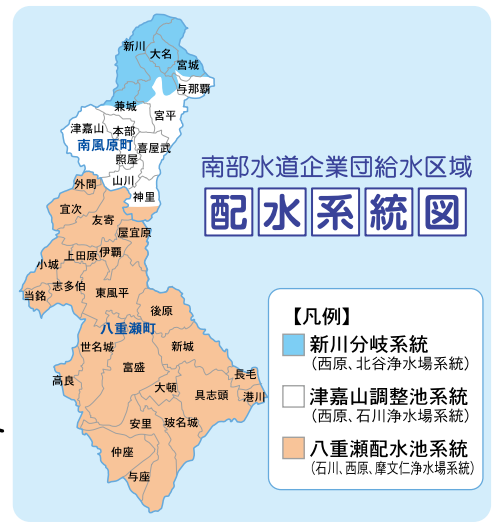 新川
大名
宮城
与那覇
兼城
宮平
津嘉山
本部
南風原町
喜屋武
照屋
山川
神里
南部水道企業団給水区域
配水系統図
外間
宜次
友寄
屋宜原
上田原
伊覇
小城
志多伯
当銘
東風平
後原
八重瀬町
世名城
新城
富盛
高良
大頓
長毛
具志頭
港川
安里
玻名城
仲座
与座
【凡例】
新川分岐系統
(西原、北谷浄水場系統)
津嘉山調整池系統
(西原、石川浄水場系統)
八重瀬配水池系統
(石川、西原、摩文仁浄水場系統)